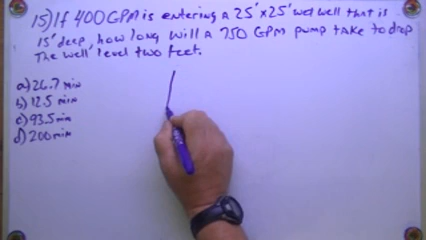 15) If 400 GPM is entering a 25' x 25' wet well that is
15' deep how long will a 750 GPM pump take to drop
The well' level two feet.
a) 26.7 min
b) 12.5 min
c) 93.5 min
d) 200 min